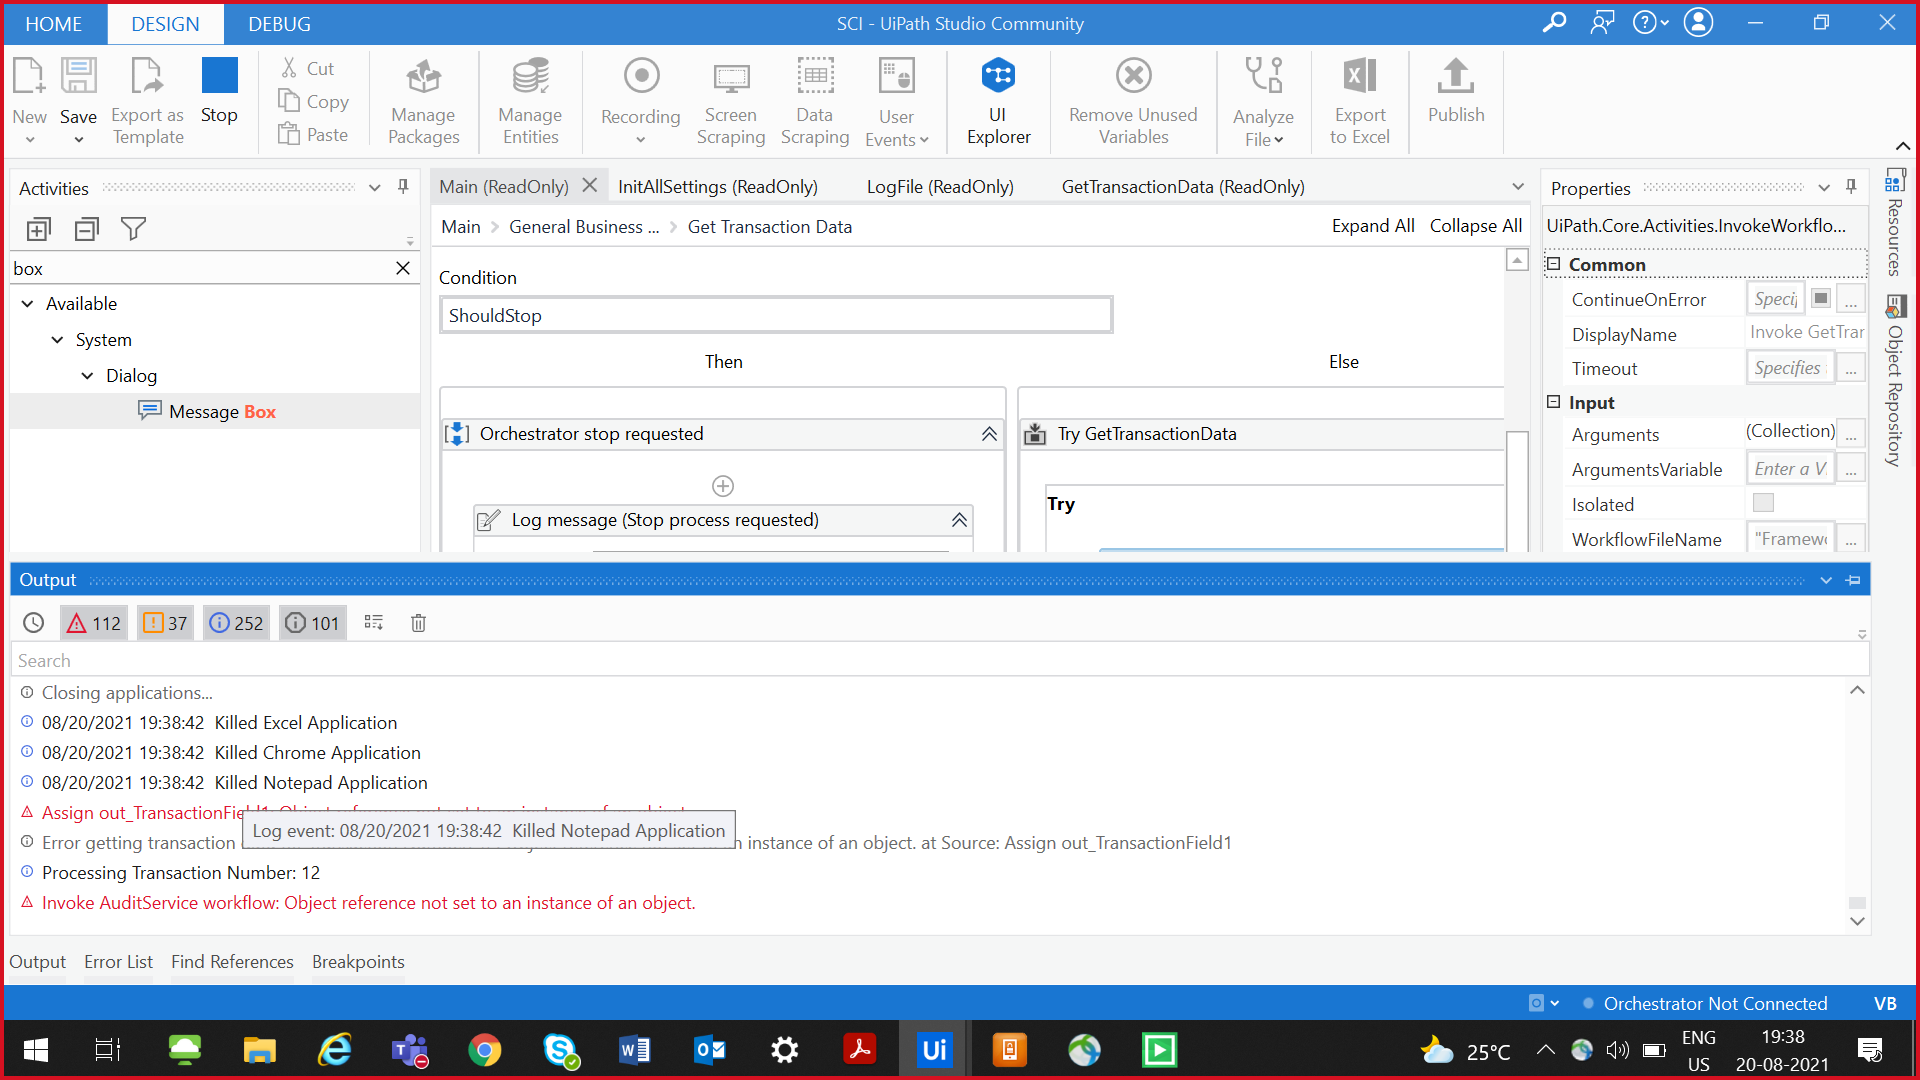 HOME
DESIGN
DEBUG
SCI - UiPath Studio Community
New
Save
Export as Template
Stop
Cut
Copy
Paste
Manage Packages
Manage Entities
Recording
Screen Scraping
Data Scraping
User Events
UI Explorer
Remove Unused Variables
Analyze File
Export to Excel
Publish
Activities
box
Available
System
Dialog
Message Box
Main (ReadOnly)
InitAllSettings (ReadOnly)
LogFile (ReadOnly)
GetTransactionData (ReadOnly)
Main > General Business ... > Get Transaction Data
Expand All
Collapse All
Condition
ShouldStop
Then
Else
Orchestrator stop requested
Try GetTransactionData
Try
Log message (Stop process requested)
Properties
UiPath.Core.Activities.InvokeWorkflo...
Common
ContinueOnError
DisplayName Invoke GetTrar
Timeout Specifies
Input
Arguments (Collection) ...
ArgumentsVariable Enter a V ...
Isolated
WorkflowFileName "Framewo ...
Resources
Object Repository
Output
112
37
252
101
Search
Closing applications...
08/20/2021 19:38:42 Killed Excel Application
08/20/2021 19:38:42 Killed Chrome Application
08/20/2021 19:38:42 Killed Notepad Application
Assign out_TransactionField1:
Log event: 08/20/2021 19:38:42 Killed Notepad Application
Error getting transaction
instance of an object. at Source: Assign out_TransactionField1
Processing Transaction Number: 12
Invoke AuditService workflow: Object reference not set to an instance of an object.
Output
Error List
Find References
Breakpoints
Orchestrator Not Connected
VB
Ui
25°C
ENG
US
19:38
20-08-2021